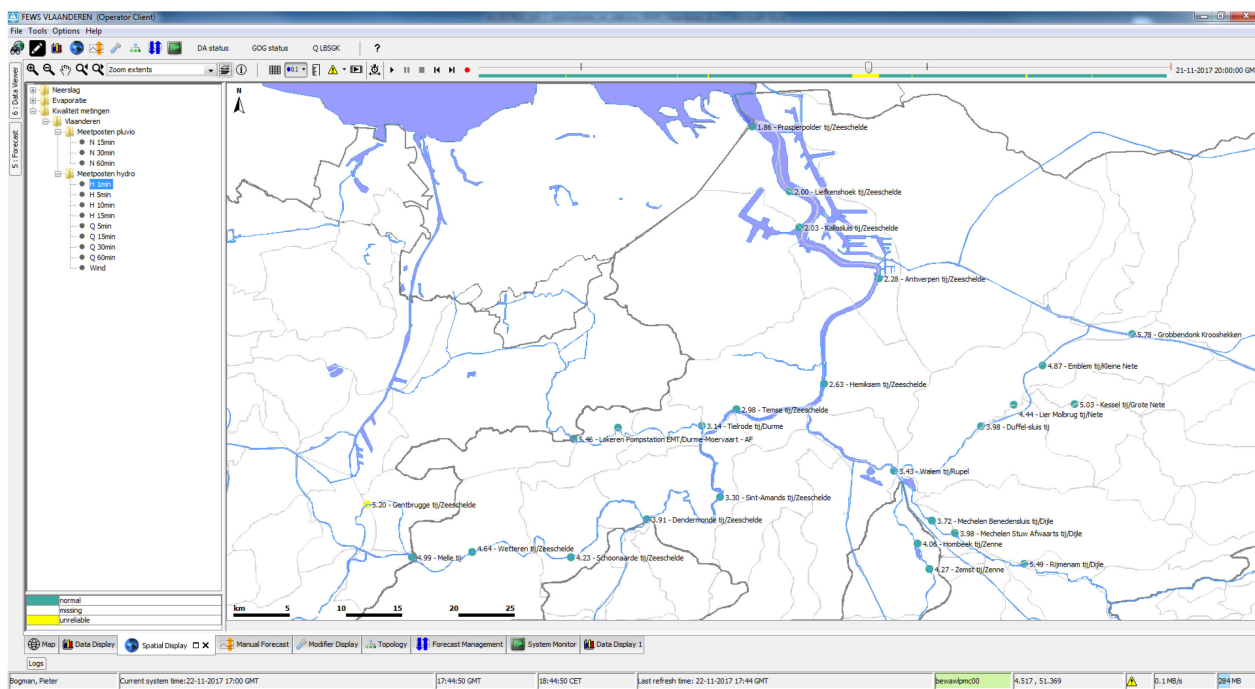 FEWS VLAANDEREN (Operator Client)
File Tools Options Help
DA status GOG status Q LBSGK ?
Zoom extents 0.1 21-11-2017 20:00:00 GM
6 : Data Viewer
5 : Forecast
Neerslag
Evaporatie
Kwaliteit metingen
Vlaanderen
Meetposten pluvio
N 15min
N 30min
N 60min
Meetposten hydro
H 1min
H 5min
H 10min
H 15min
Q 5min
Q 15min
Q 30min
Q 60min
Wind
N
1.86 - Prosperpolder tij/Zeeschelde
2.00 - Liefkenshoek tij/Zeeschelde
2.03 - Kallosluis tij/Zeeschelde
2.28 - Antwerpen tij/Zeeschelde
5.78 - Grobbendonk Krooshekken
4.87 - Emblem tij/Kleine Nete
2.63 - Hemiksem tij/Zeeschelde
5.03 - Kessel tij/Grote Nete
2.98 - Temse tij/Zeeschelde
4.44 - Lier Molbrug tij/Nete
3.14 - Tielrode tij/Durme
3.98 - Duffel-sluis tij
5.46 - Lokeren Pompstation EMT/Durme-Moervaart - AF
3.43 - Walem tij/Rupel
3.30 - Sint-Amands tij/Zeeschelde
5.20 - Gentbrugge tij/Zeeschelde
3.91 - Dendermonde tij/Zeeschelde
3.72 - Mechelen Benedensluis tij/Dijle
3.98 - Mechelen Stuw Afwaarts tij/Dijle
4.06 - Hombeek tij/Zenne
4.64 - Wetteren tij/Zeeschelde
4.99 - Melle tij
4.23 - Schoonaarde tij/Zeeschelde
5.49 - Rijmenam tij/Dijle
4.27 - Zemst tij/Zenne
km 5 10 15 20 25
normal
missing
unreliable
Map Data Display Spatial Display Manual Forecast Modifier Display Topology Forecast Management System Monitor Data Display 1
Logs
Bogman, Pieter Current system time:22-11-2017 17:00 GMT 17:44:50 GMT 18:44:50 CET Last refresh time: 22-11-2017 17:44 GMT bewawlpmc00 4.517 , 51.369 0.1 MB/s 284 MB